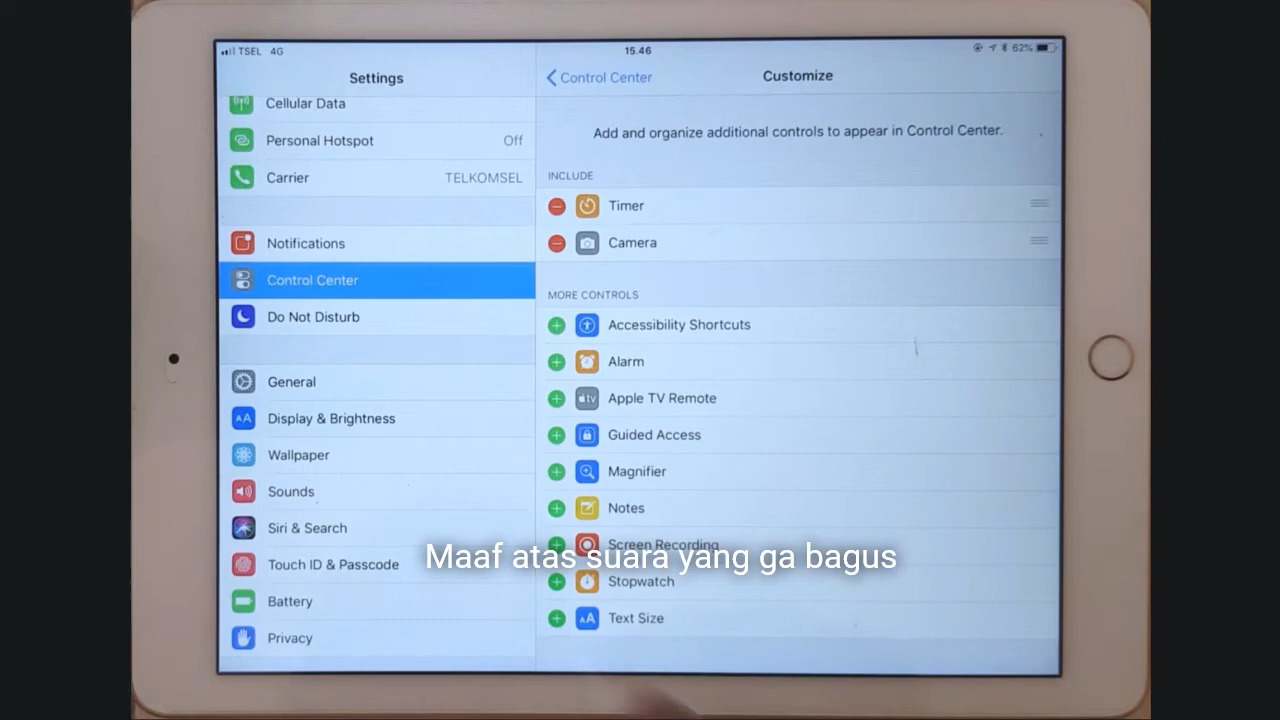 TSEL 4G
15.46
62%
Settings
Cellular Data
Personal Hotspot Off
Carrier TELKOMSEL
Notifications
Control Center
Do Not Disturb
General
Display & Brightness
Wallpaper
Sounds
Siri & Search
Touch ID & Passcode
Battery
Privacy
Control Center
Customize
Add and organize additional controls to appear in Control Center.
INCLUDE
Timer
Camera
MORE CONTROLS
Accessibility Shortcuts
Alarm
tv Apple TV Remote
Guided Access
Magnifier
Notes
Screen Recording
Stopwatch
AA Text Size
Maaf atas suara yang ga bagus